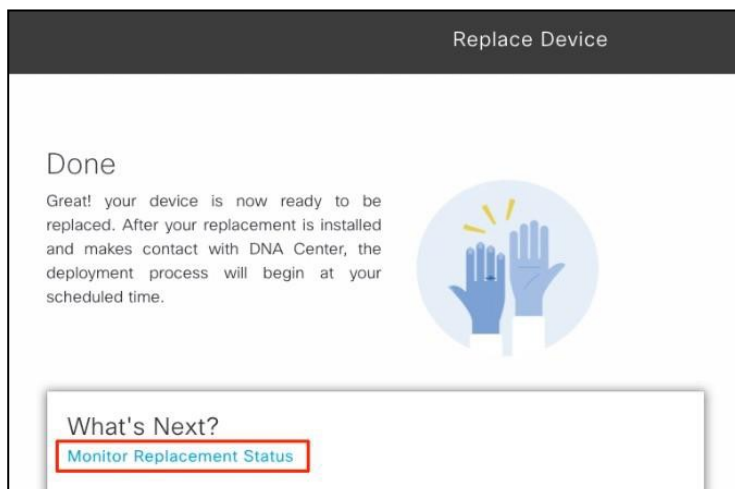 Replace Device
Done
Great! your device is now ready to be
replaced. After your replacement is installed
and makes contact with DNA Center, the
deployment process will begin at your
scheduled time.
What's Next?
Monitor Replacement Status